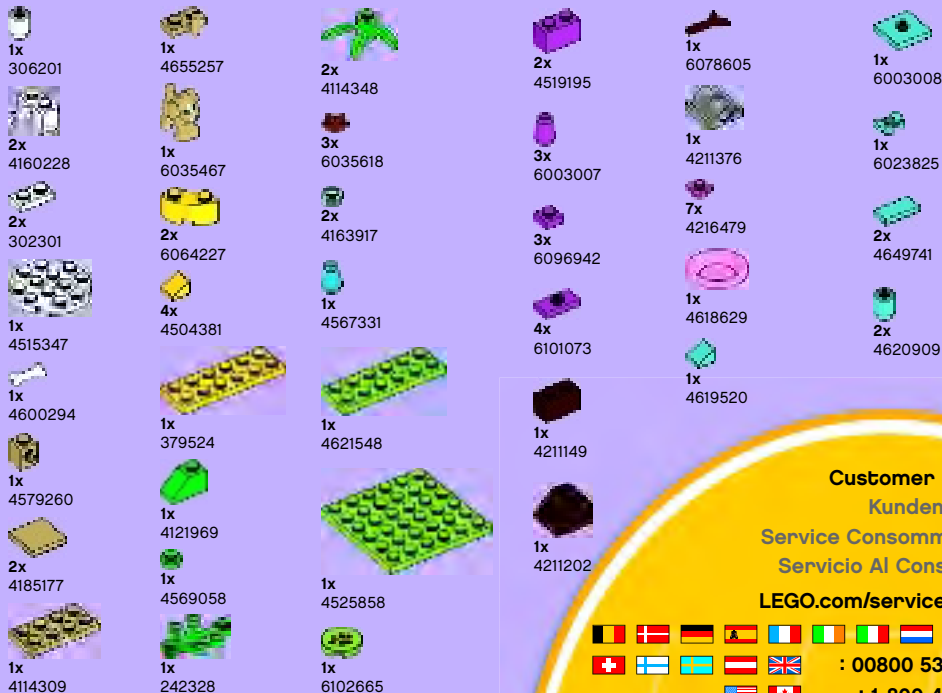 1x
306201
2x
4160228
2x
302301
1x
4515347
1x
4600294
1x
4579260
2x
4185177
1x
4114309
1x
4655257
1x
6035467
2x
6064227
4x
4504381
1x
379524
1x
4121969
1x
4569058
1x
242328
2x
4114348
3x
6035618
2x
4163917
1x
4567331
1x
4621548
1x
4525858
1x
6102665
2x
4519195
3x
6003007
3x
6096942
4x
6101073
1x
4211149
1x
4211202
1x
6078605
1x
4211376
7x
4216479
1x
4618629
1x
4619520
1x
6003008
1x
6023825
2x
4649741
2x
4620909
Customer
Kunden
Service Consomm
Servicio Al Cons
LEGO.com/service
: 00800 53